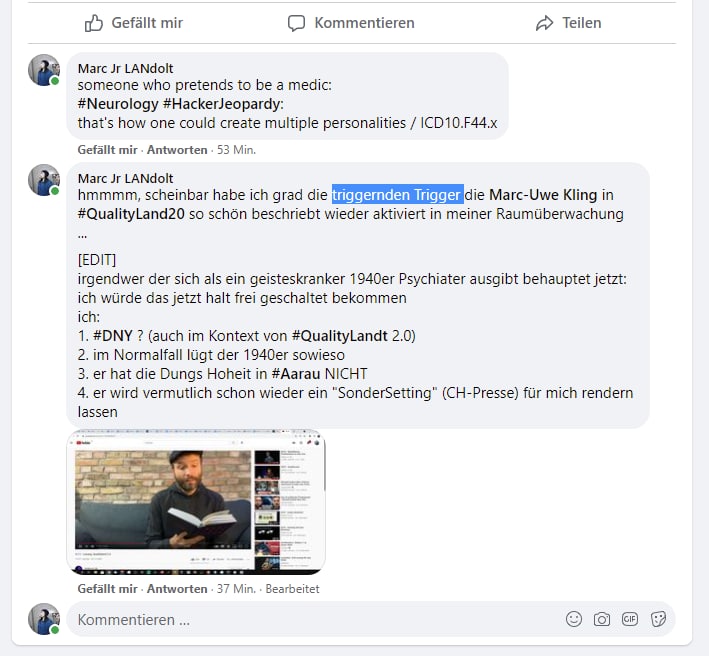 Gefällt mir
Kommentieren
Teilen
Marc Jr LANdolt
someone who pretends to be a medic:
#Neurology #HackerJeopardy:
that's how one could create multiple personalities / ICD10.F44.x
Gefällt mir · Antworten · 53 Min.
Marc Jr LANdolt
hmmmm, scheinbar habe ich grad die triggernden Trigger die Marc-Uwe Kling in
#QualityLand20 so schön beschriebt wieder aktiviert in meiner Raumüberwachung
...
[EDIT]
irgendwer der sich als ein geisteskranker 1940er Psychiater ausgibt behauptet jetzt:
ich würde das jetzt halt frei geschaltet bekommen
ich:
1. #DNY ? (auch im Kontext von #QualityLandt 2.0)
2. im Normalfall lügt der 1940er sowieso
3. er hat die Dungs Hoheit in #Aarau NICHT
4. er wird vermutlich schon wieder ein "SonderSetting" (CH-Presse) für mich rendern
lassen
Gefällt mir · Antworten · 37 Min. · Bearbeitet
Kommentieren ...
GIF